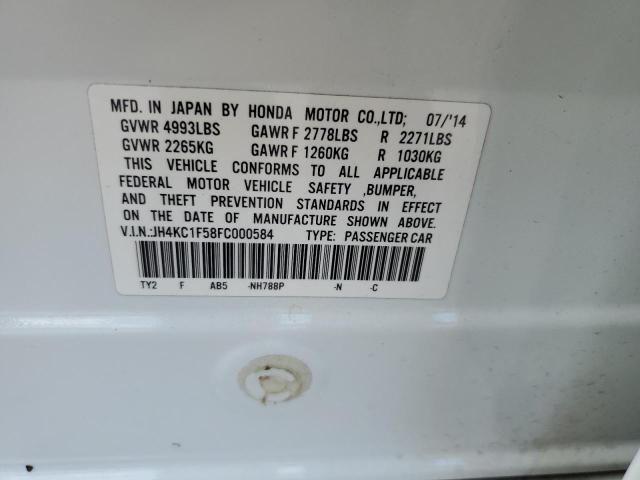 MFD. IN JAPAN BY HONDA MOTOR CO.,LTD; 07/'14
GVWR 4993LBS GAWR F 2778LBS R 2271LBS
GVWR 2265KG GAWR F 1260KG R 1030KG
THIS VEHICLE CONFORMS TO ALL APPLICABLE
FEDERAL MOTOR VEHICLE SAFETY ,BUMPER,
AND THEFT PREVENTION STANDARDS IN EFFECT
ON THE DATE OF MANUFACTURE SHOWN ABOVE.
V.I.N.:JH4KC1F58FC000584 TYPE: PASSENGER CAR
TY2 F AB5 -NH788P -N -C